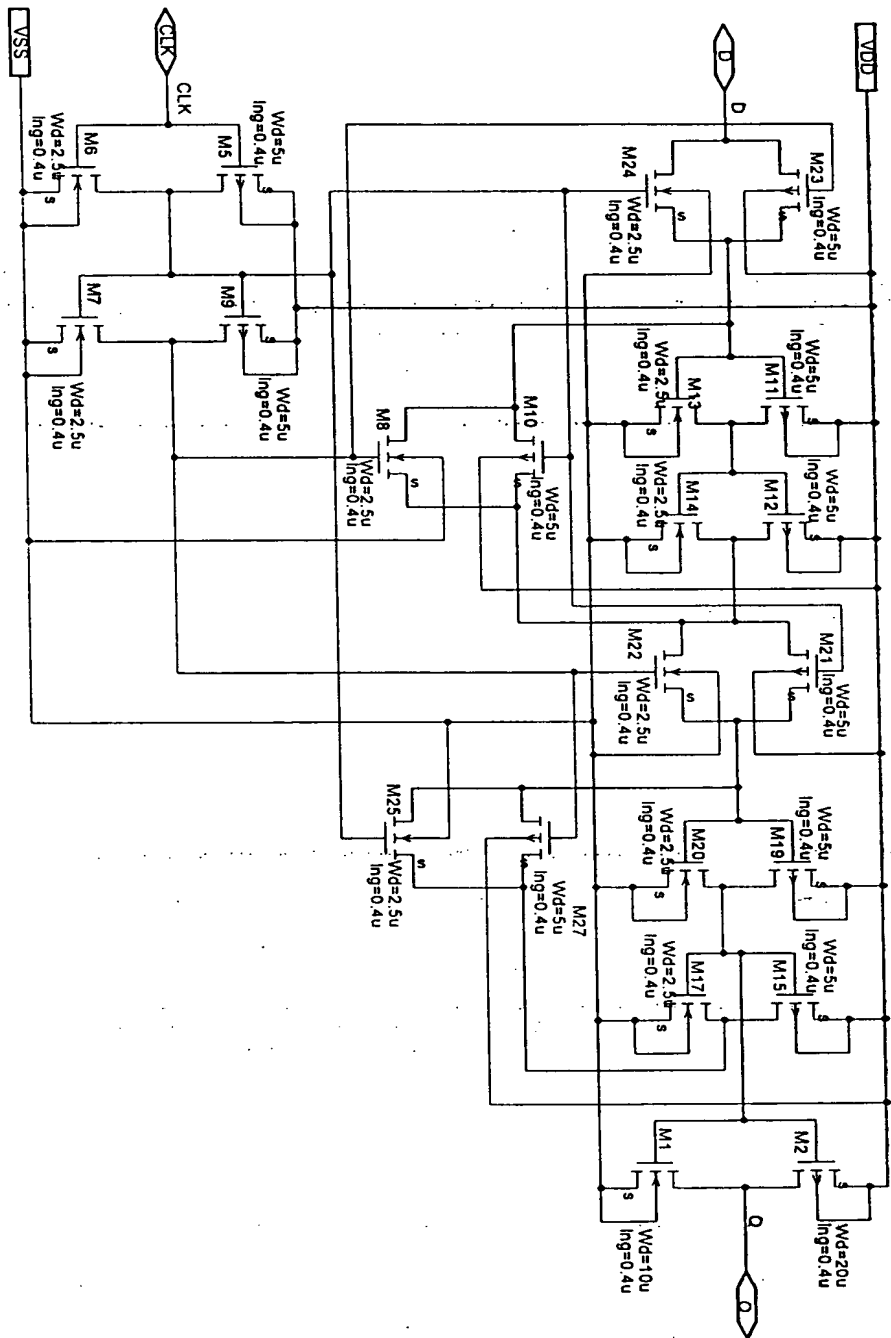 VSS
CLK
D
VDD
CLK
D
M6
Wd=2.5u
lng=0.4u
s
M5
Wd=5u
lng=0.4u
s
M24
Wd=2.5u
lng=0.4u
s
M23
Wd=5u
lng=0.4u
s
M7
Wd=2.5u
lng=0.4u
s
M9
Wd=5u
lng=0.4u
s
M8
Wd=2.5u
lng=0.4u
s
M10
Wd=5u
lng=0.4u
s
M13
Wd=2.5u
lng=0.4u
s
M11
Wd=5u
lng=0.4u
s
M14
Wd=2.5u
lng=0.4u
s
M12
Wd=5u
lng=0.4u
s
M22
Wd=2.5u
lng=0.4u
s
M21
Wd=5u
lng=0.4u
s
M25
Wd=2.5u
lng=0.4u
s
M27
Wd=5u
lng=0.4u
s
M20
Wd=2.5u
lng=0.4u
s
M19
Wd=5u
lng=0.4u
s
M17
Wd=2.5u
lng=0.4u
s
M15
Wd=5u
lng=0.4u
s
M1
Wd=10u
lng=0.4u
s
M2
Wd=20u
lng=0.4u
s
Q
Q